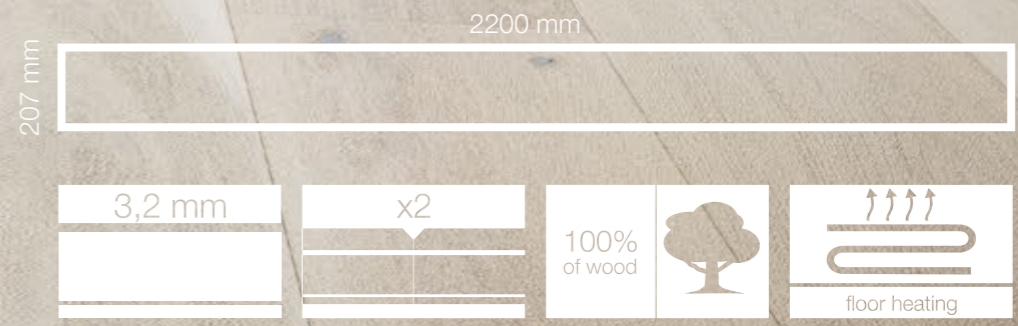 2200 mm
207 mm
3,2 mm
x2
100%
of wood
floor heating